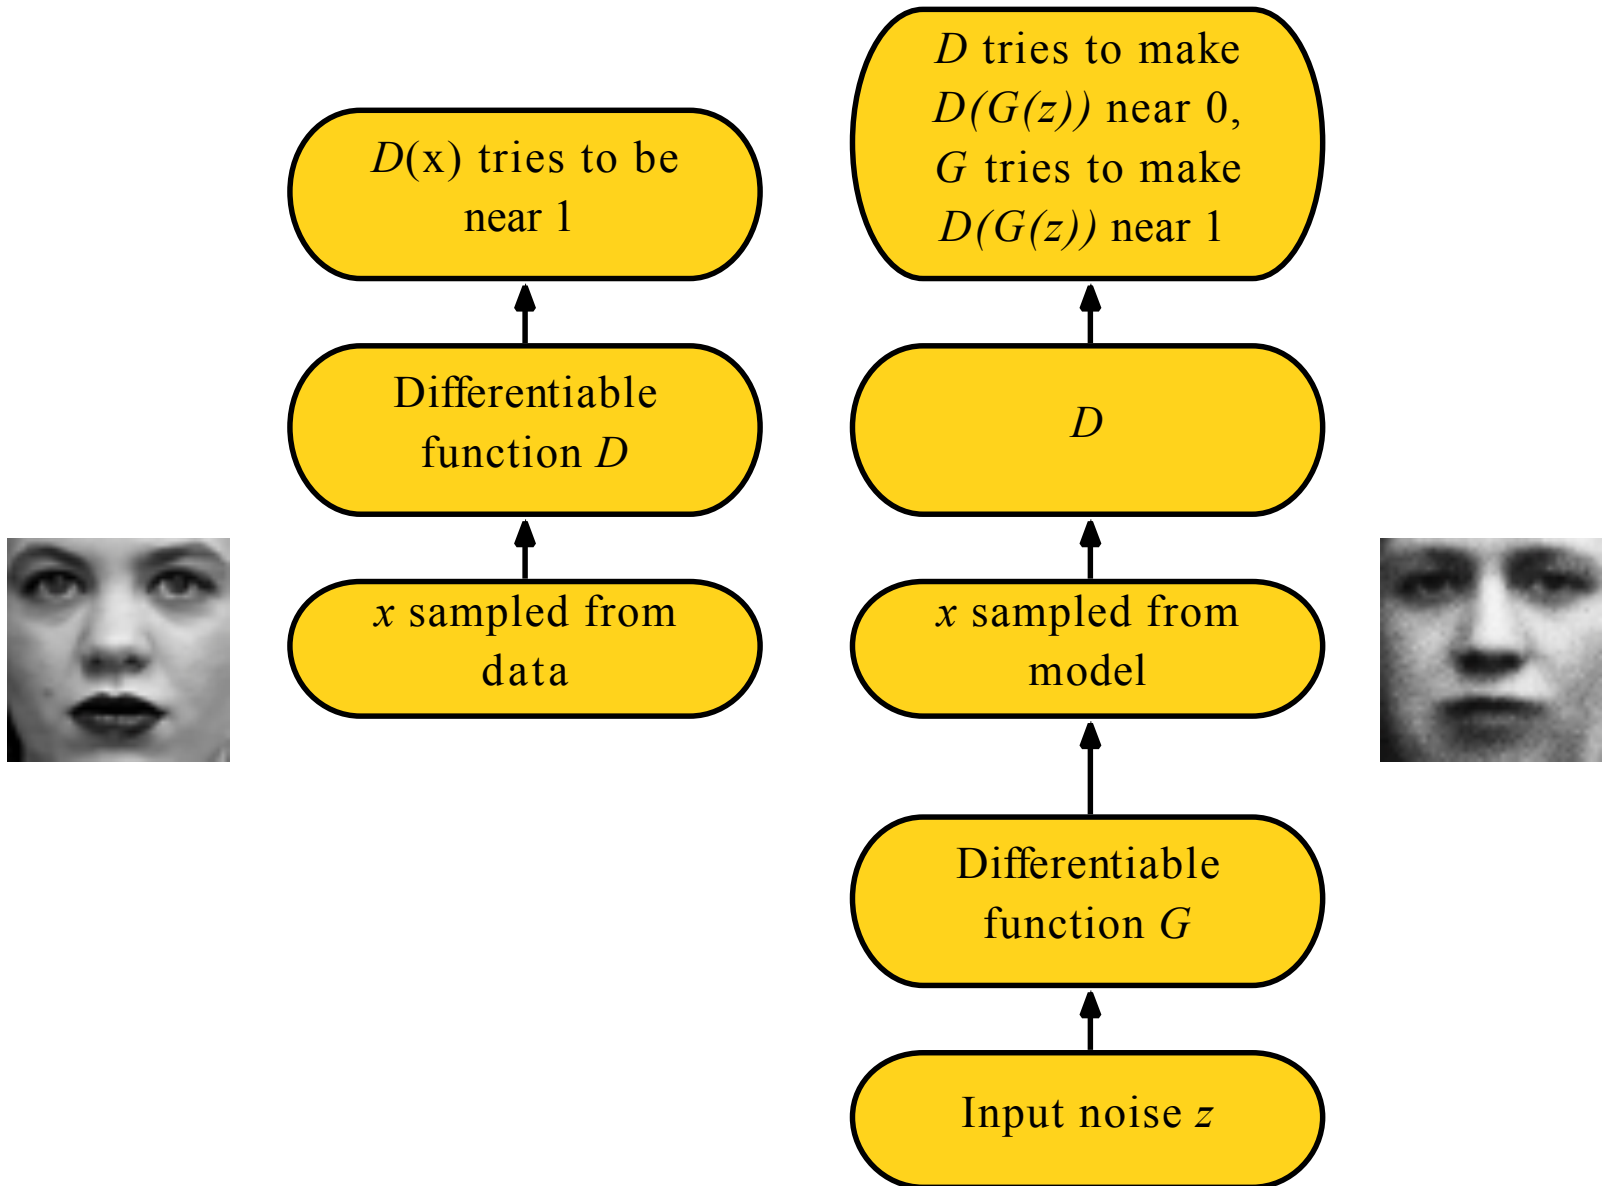 D(x) tries to be
near 1
Differentiable
function D
x sampled from
data
D tries to make
D(G(z)) near 0,
G tries to make
D(G(z)) near 1
D
x sampled from
model
Differentiable
function G
Input noise z